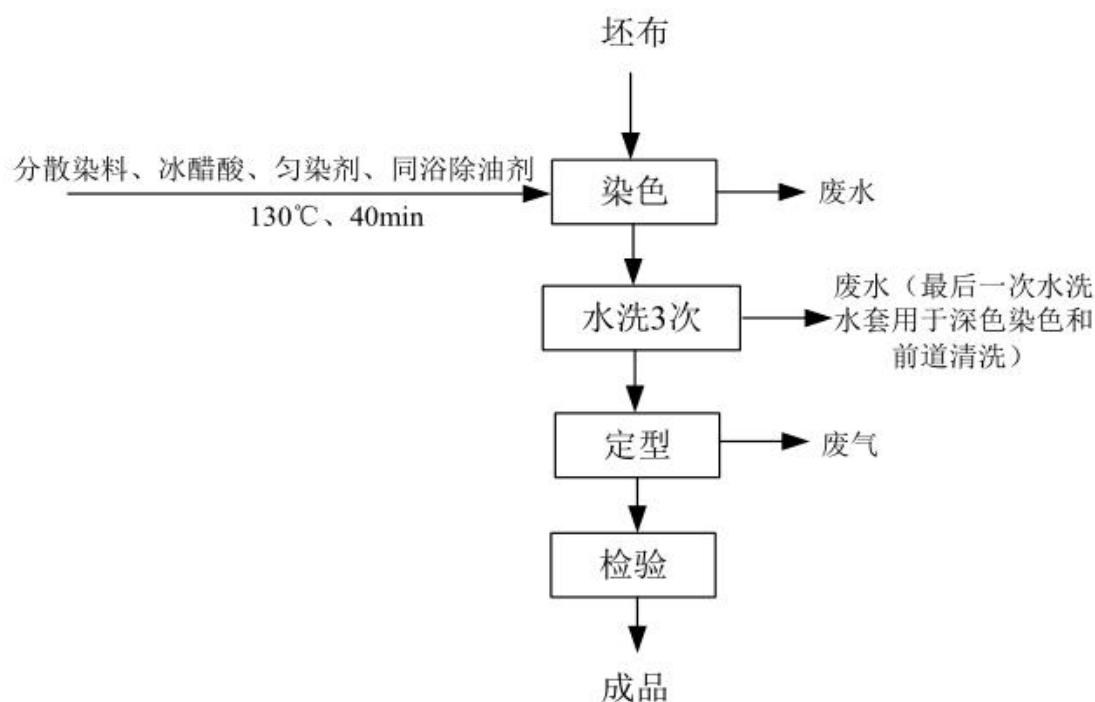 坯布
分散染料、冰醋酸、匀染剂、同浴除油剂
130℃、40min
染色
废水
水洗3次
废水（最后一次水洗
水套用于深色染色和
前道清洗）
定型
废气
检验
成品